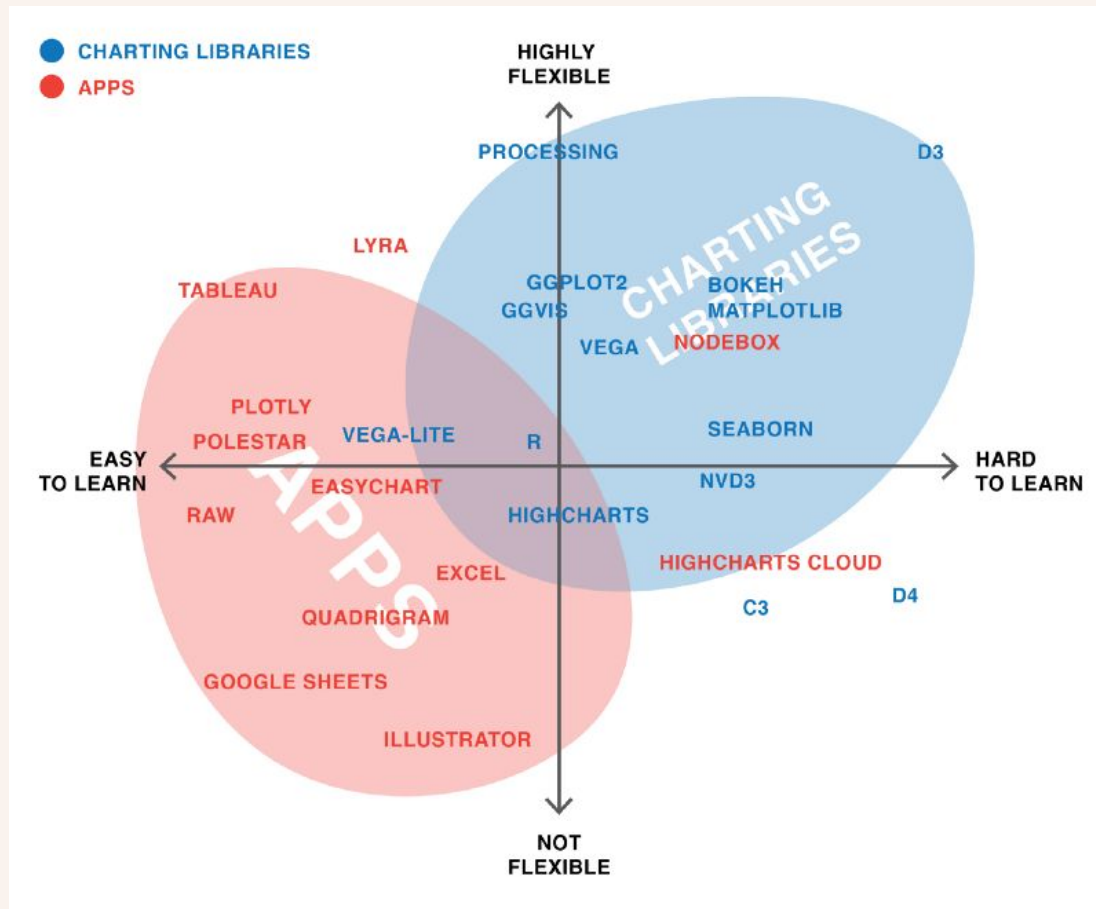 CHARTING LIBRARIES
APPS
HIGHLY
FLEXIBLE
PROCESSING
D3
CHARTING
LIBRARIES
LYRA
TABLEAU
GGPLOT2
BOKEH
GGVIS
MATPLOTLIB
VEGA
NODEBOX
PLOTLY
VEGA-LITE
R
SEABORN
POLESTAR
EASY
TO LEARN
HARD
TO LEARN
APPS
EASYCHART
NVD3
RAW
HIGHCHARTS
EXCEL
HIGHCHARTS CLOUD
C3
D4
QUADRIGRAM
GOOGLE SHEETS
ILLUSTRATOR
NOT
FLEXIBLE